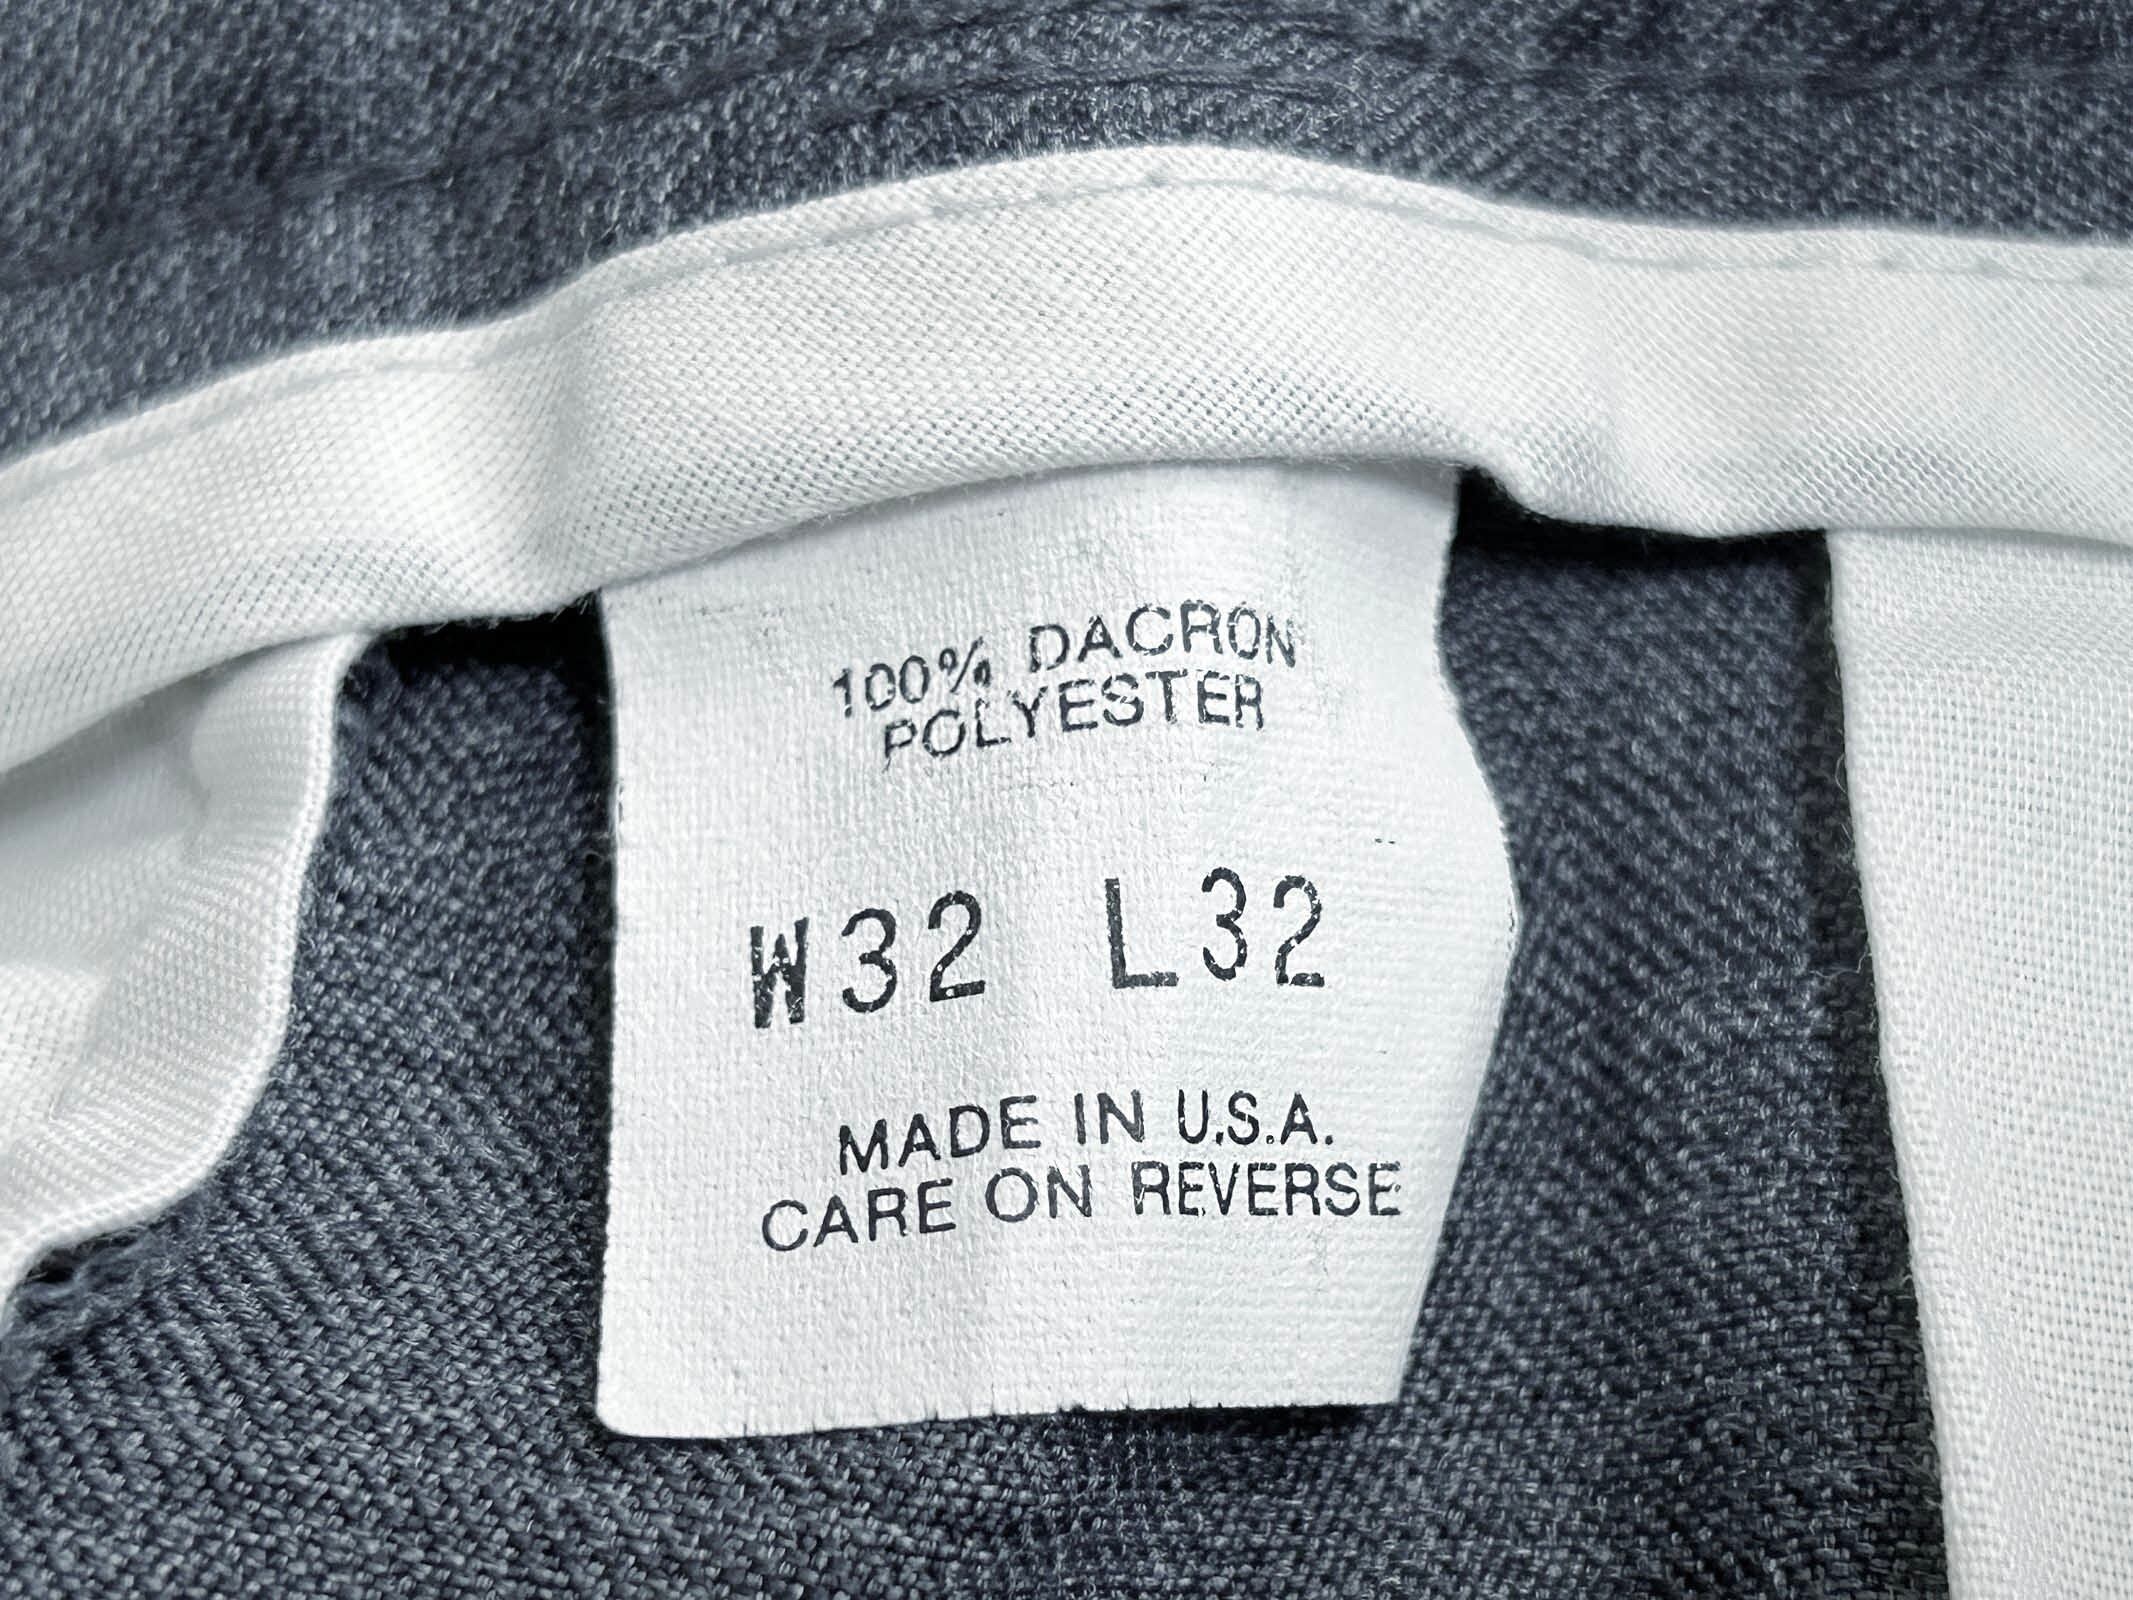 100% DACRON
POLYESTER
W32 L32
MADE IN U.S.A.
CARE ON REVERSE